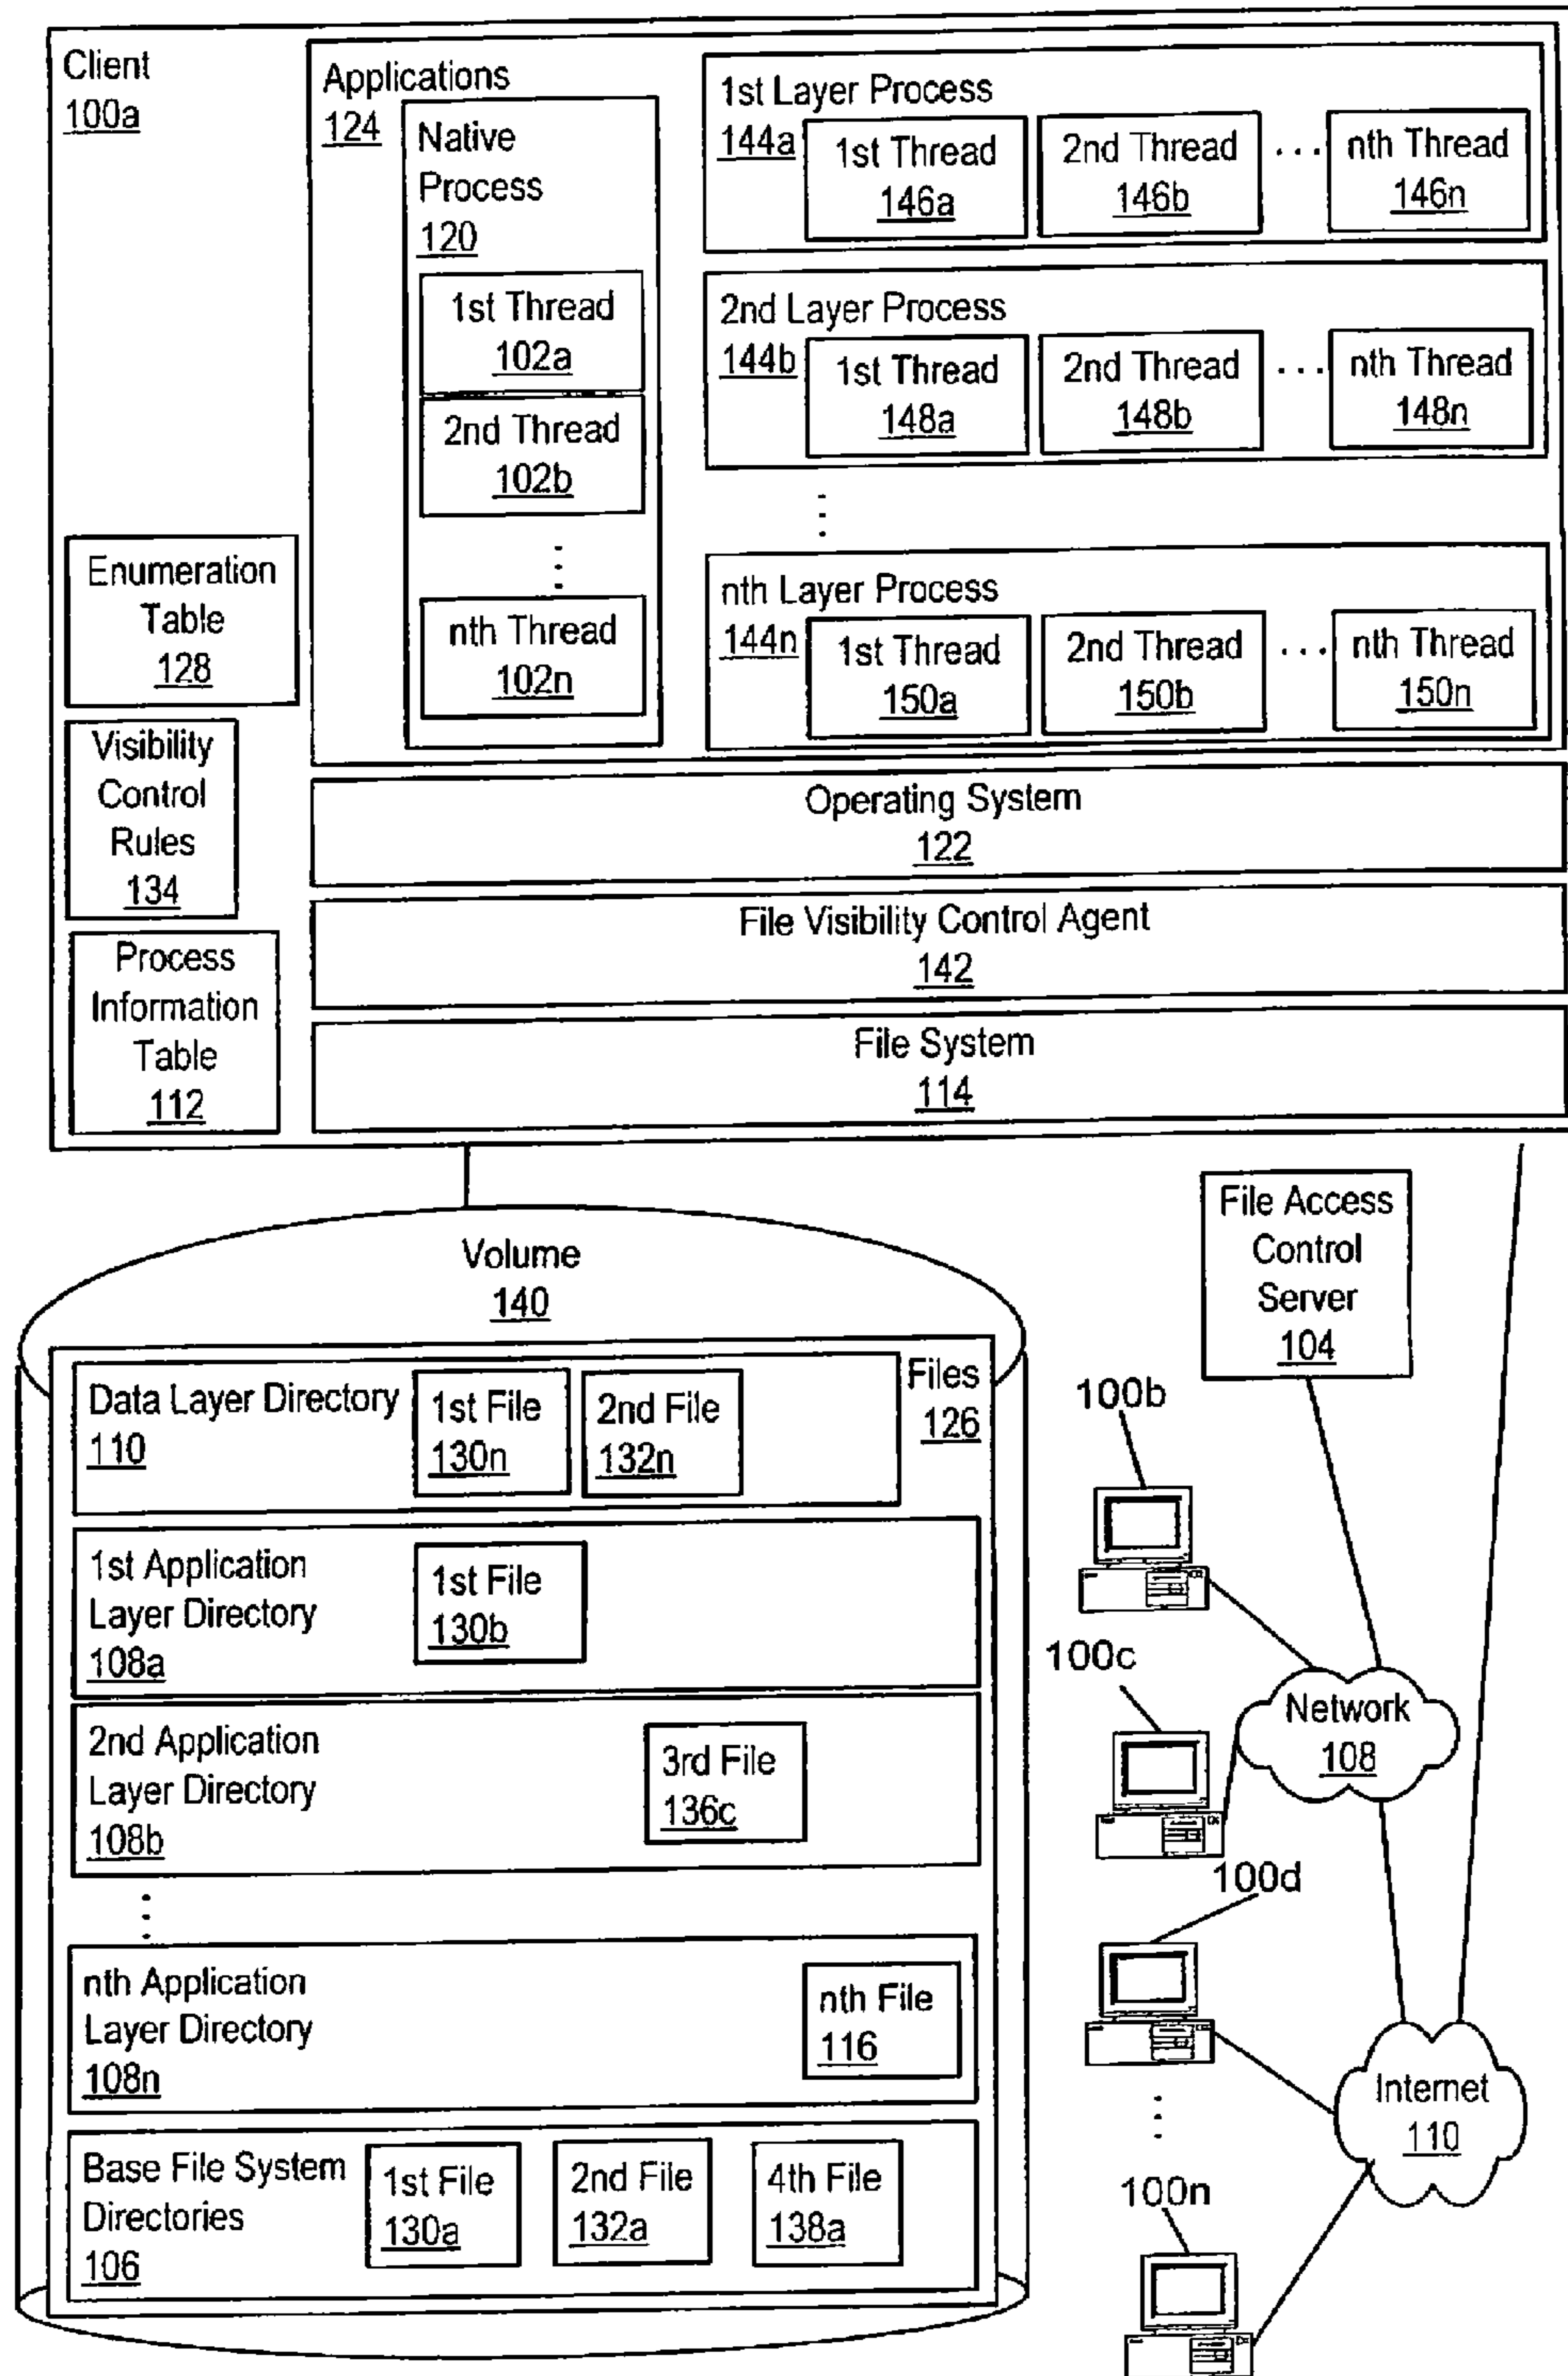 Client
100a
Applications
124
Native
Process
120
1st Thread
102a
2nd Thread
102b
nth Thread
102n
1st Layer Process
144a
1st Thread
146a
2nd Thread
146b
...
nth Thread
146n
2nd Layer Process
144b
1st Thread
148a
2nd Thread
148b
...
nth Thread
148n
nth Layer Process
144n
1st Thread
150a
2nd Thread
150b
...
nth Thread
150n
Enumeration
Table
128
Visibility
Control
Rules
134
Process
Information
Table
112
Operating System
122
File Visibility Control Agent
142
File System
114
Volume
140
Files
126
Data Layer Directory
110
1st File
130n
2nd File
132n
1st Application
Layer Directory
108a
1st File
130b
2nd Application
Layer Directory
108b
3rd File
136c
nth Application
Layer Directory
108n
nth File
116
Base File System
Directories
106
1st File
130a
2nd File
132a
4th File
138a
File Access
Control
Server
104
100b
100c
Network
108
100d
Internet
110
100n